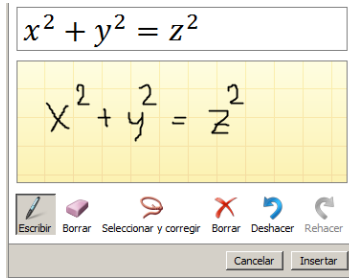 x² + y² = z²
x² + y² = z²
Escribir Borrar Seleccionar y corregir Borrar Deshacer Rehacer
Cancelar Insertar